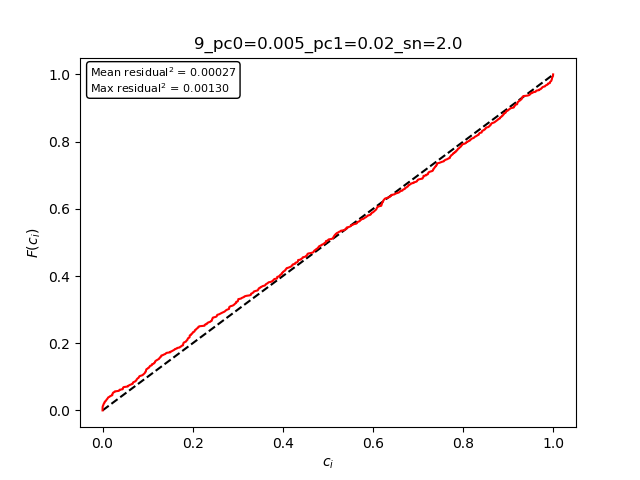 9_pc0=0.005_pc1=0.02_sn=2.0
Mean residual² = 0.00027
Max residual² = 0.00130
1.0
0.8
0.6
0.4
0.2
0.0
F(cᵢ)
0.0 0.2 0.4 0.6 0.8 1.0
cᵢ